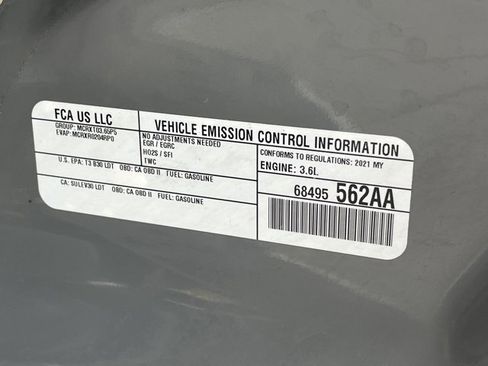 FCA US LLC
GROUP: MCRXT03.65P5
EVAP: MCRXR0204RP0
VEHICLE EMISSION CONTROL INFORMATION
NO ADJUSTMENTS NEEDED
EGR / EGRC
HO2S / SFI
TWC
CONFORMS TO REGULATIONS: 2021 MY
ENGINE: 3.6L
U.S. EPA: T3 B30 LDT OBD: CA OBD II FUEL: GASOLINE
CA: SULEV30 LDT OBD: CA OBD II FUEL: GASOLINE
68495 562AA